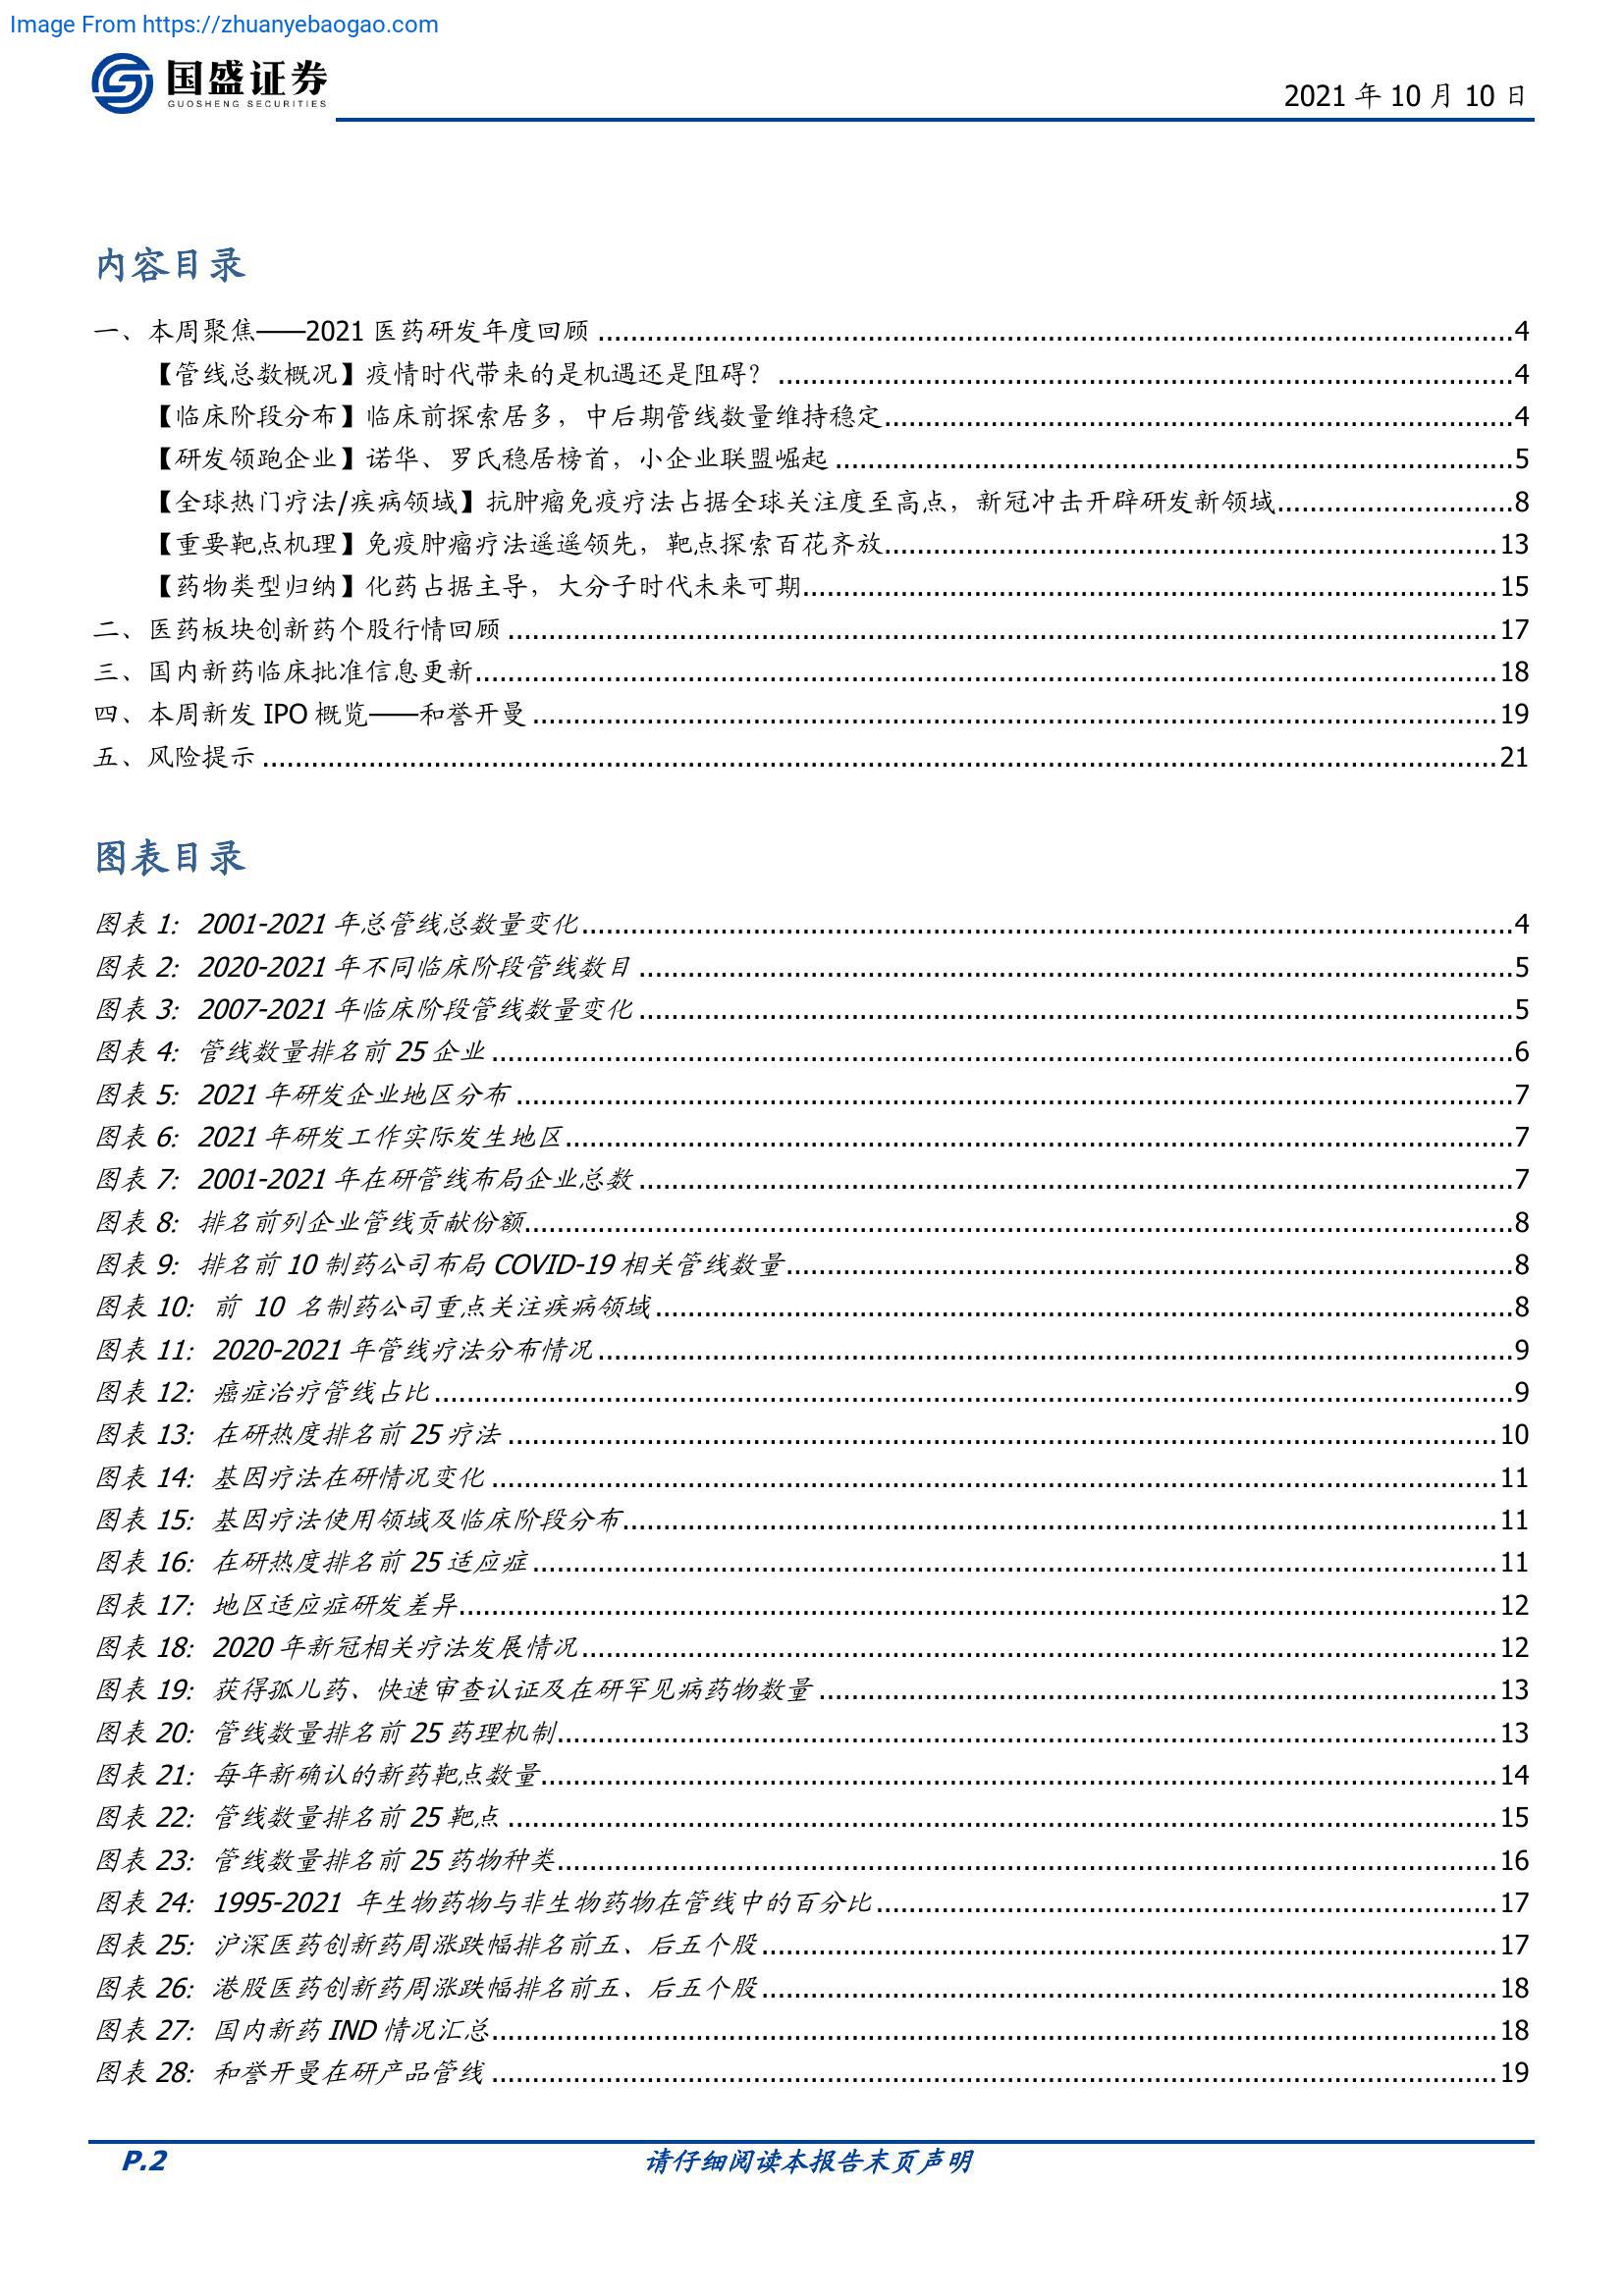 Image From https://zhuanyebaogao.com
国盛证券
GUOSHENG SECURITIES
2021 年 10 月 10 日
内容目录
一、本周聚焦——2021 医药研发年度回顾 ........ 4
【管线总数概况】疫情时代带来的是机遇还是阻碍？ ........ 4
【临床阶段分布】临床前探索居多，中后期管线数量维持稳定 ........ 4
【研发领跑企业】诺华、罗氏稳居榜首，小企业联盟崛起 ........ 5
【全球热门疗法/疾病领域】抗肿瘤免疫疗法占据全球关注度至高点，新冠冲击开辟研发新领域 ........ 8
【重要靶点机理】免疫肿瘤疗法遥遥领先，靶点探索百花齐放 ........ 13
【药物类型归纳】化药占据主导，大分子时代未来可期 ........ 15
二、医药板块创新药个股行情回顾 ........ 17
三、国内新药临床批准信息更新 ........ 18
四、本周新发 IPO 概览——和誉开曼 ........ 19
五、风险提示 ........ 21
图表目录
图表 1: 2001-2021 年总管线总数量变化 ........ 4
图表 2: 2020-2021 年不同临床阶段管线数目 ........ 5
图表 3: 2007-2021 年临床阶段管线数量变化 ........ 5
图表 4: 管线数量排名前 25 企业 ........ 6
图表 5: 2021 年研发企业地区分布 ........ 7
图表 6: 2021 年研发工作实际发生地区 ........ 7
图表 7: 2001-2021 年在研管线布局企业总数 ........ 7
图表 8: 排名前列企业管线贡献份额 ........ 8
图表 9: 排名前 10 制药公司布局 COVID-19 相关管线数量 ........ 8
图表 10: 前 10 名制药公司重点关注疾病领域 ........ 8
图表 11: 2020-2021 年管线疗法分布情况 ........ 9
图表 12: 癌症治疗管线占比 ........ 9
图表 13: 在研热度排名前 25 疗法 ........ 10
图表 14: 基因疗法在研情况变化 ........ 11
图表 15: 基因疗法使用领域及临床阶段分布 ........ 11
图表 16: 在研热度排名前 25 适应症 ........ 11
图表 17: 地区适应症研发差异 ........ 12
图表 18: 2020 年新冠相关疗法发展情况 ........ 12
图表 19: 获得孤儿药、快速审查认证及在研罕见病药物数量 ........ 13
图表 20: 管线数量排名前 25 药理机制 ........ 13
图表 21: 每年新确认的新药靶点数量 ........ 14
图表 22: 管线数量排名前 25 靶点 ........ 15
图表 23: 管线数量排名前 25 药物种类 ........ 16
图表 24: 1995-2021 年生物药物与非生物药物在管线中的百分比 ........ 17
图表 25: 沪深医药创新药周涨跌幅排名前五、后五个股 ........ 17
图表 26: 港股医药创新药周涨跌幅排名前五、后五个股 ........ 18
图表 27: 国内新药 IND 情况汇总 ........ 18
图表 28: 和誉开曼在研产品管线 ........ 19
P.2
请仔细阅读本报告末页声明